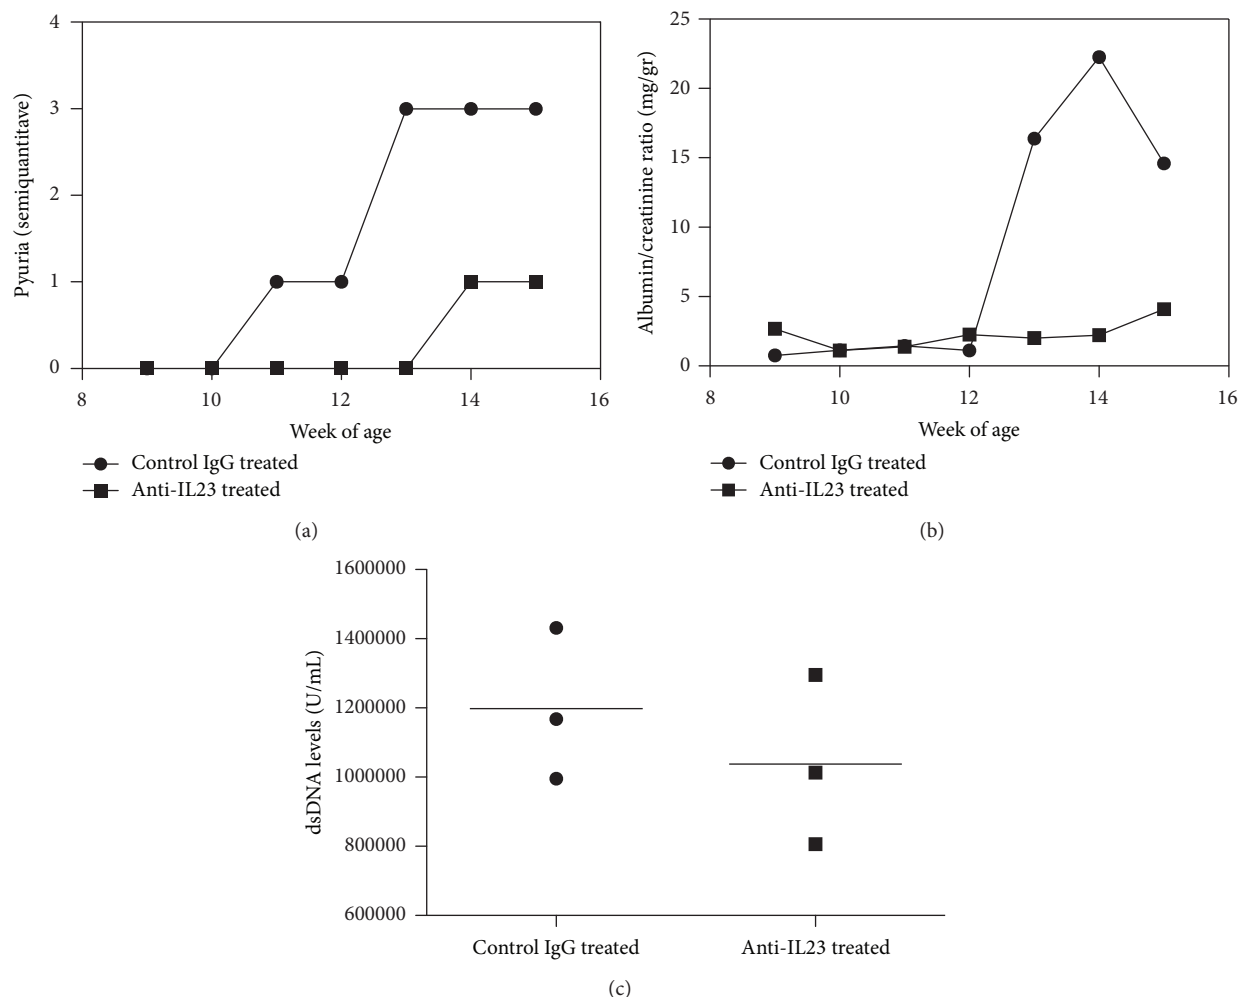 4
3
2
1
0
Pyuria (semiquantitave)
8
10
12
14
16
Week of age
Control IgG treated
Anti-IL23 treated
(a)
25
20
15
10
5
0
Albumin/creatinine ratio (mg/gr)
8
10
12
14
16
Week of age
Control IgG treated
Anti-IL23 treated
(b)
1600000
1400000
1200000
1000000
800000
600000
dsDNA levels (U/mL)
Control IgG treated
Anti-IL23 treated
(c)